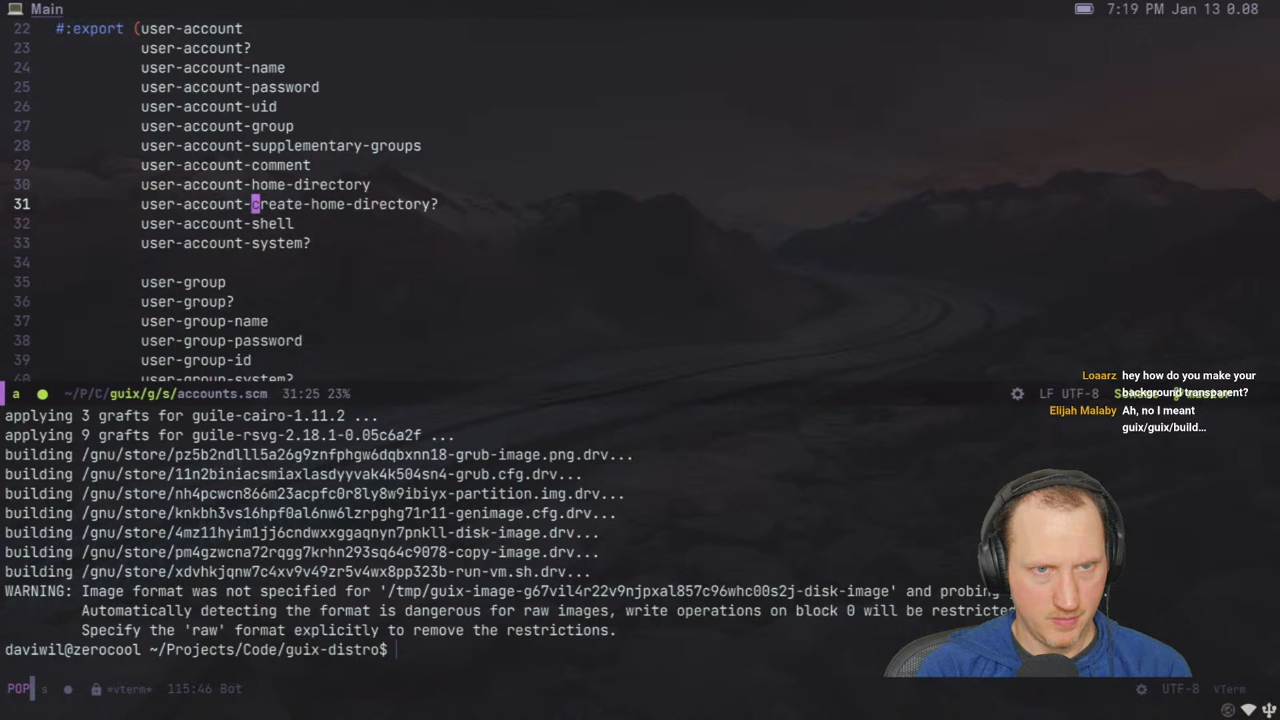 Main
7:19 PM Jan 13 0.08
22 #:export (user-account
23 user-account?
24 user-account-name
25 user-account-password
26 user-account-uid
27 user-account-group
28 user-account-supplementary-groups
29 user-account-comment
30 user-account-home-directory
31 user-account-create-home-directory?
32 user-account-shell
33 user-account-system?
34
35 user-group
36 user-group?
37 user-group-name
38 user-group-password
39 user-group-id
40 user-group-system?
Loaarz hey how do you make your
background transparent?
Elijah Malaby Ah, no I meant
guix/guix/build...
a ~/P/C/guix/g/s/accounts.scm 31:25 23% LF UTF-8
applying 3 grafts for guile-cairo-1.11.2 ...
applying 9 grafts for guile-rsvg-2.18.1-0.05c6a2f ...
building /gnu/store/pz5b2ndlll5a26g9znfphgw6dqbxnn18-grub-image.png.drv...
building /gnu/store/11n2biniacsmiaxlasdyyvak4k504sn4-grub.cfg.drv...
building /gnu/store/nh4pcwcn866m23acpfc0r8ly8w9ibiyx-partition.img.drv...
building /gnu/store/knkbh3vs16hpf0al6nw6lzrpghg71r11-genimage.cfg.drv...
building /gnu/store/4mz11hyim1jj6cndwxxggaqnjy7pnkll-disk-image.drv...
building /gnu/store/pm4gzwcna72rqgg7krhn293sq64c9078-copy-image.drv...
building /gnu/store/xdvhkjqnw7c4xv9v49zr5v4wx8pp323b-run-vm.sh.drv...
WARNING: Image format was not specified for '/tmp/guix-image-g67vil4r22v9njpxal857c96whc00s2j-disk-image' and probing
Automatically detecting the format is dangerous for raw images, write operations on block 0 will be
Specify the 'raw' format explicitly to remove the restrictions.
daviwil@zerocool ~/Projects/Code/guix-distro$
POP s *vterm* 115:46 Bot UTF-8 VTerm